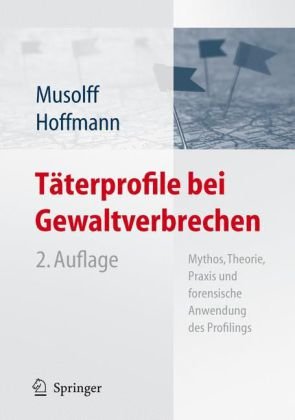 Musolff
Hoffmann
Täterprofile bei
Gewaltverbrechen
2. Auflage
Mythos, Theorie,
Praxis und
forensische
Anwendung
des Profilings
Springer